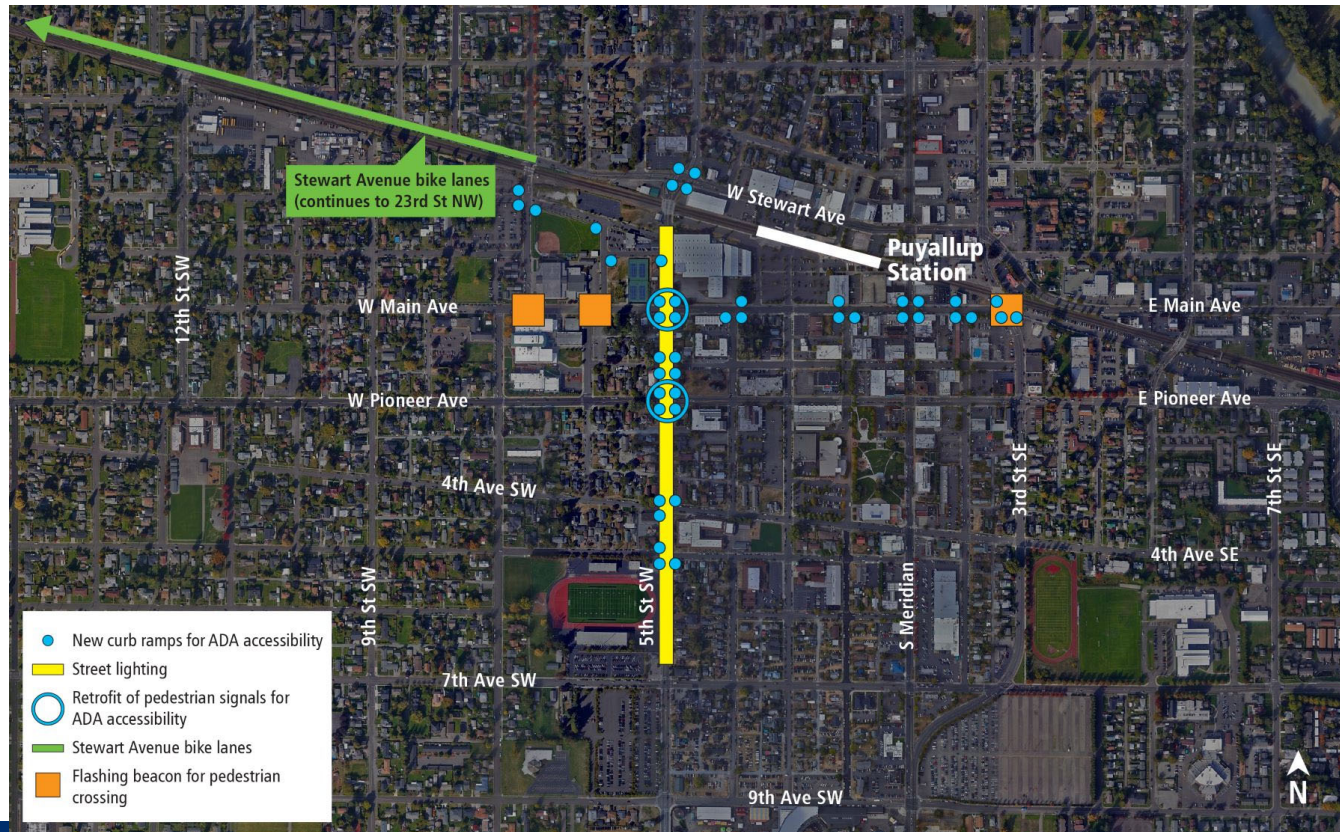 Stewart Avenue bike lanes
(continues to 23rd St NW)
W Stewart Ave
Puyallup
Station
12th St SW
W Main Ave
E Main Ave
W Pioneer Ave
E Pioneer Ave
4th Ave SW
3rd St SE
7th St SE
4th Ave SE
9th St SW
5th St SW
S Meridian
7th Ave SW
9th Ave SW
New curb ramps for ADA accessibility
Street lighting
Retrofit of pedestrian signals for
ADA accessibility
Stewart Avenue bike lanes
Flashing beacon for pedestrian
crossing
N